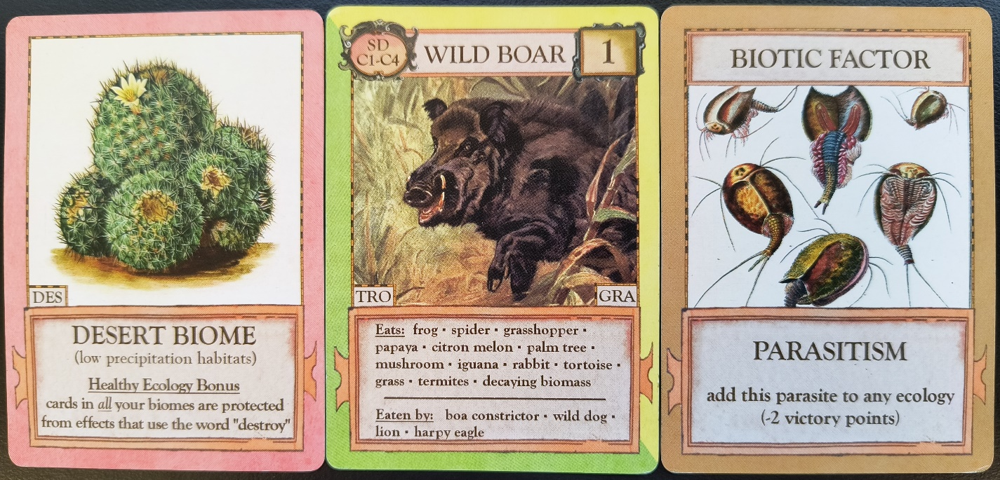 DES
DESERT BIOME
(low precipitation habitats)
Healthy Ecology Bonus
cards in all your biomes are protected
from effects that use the word "destroy"
SD
C1-C4
WILD BOAR
1
TRO
GRA
Eats: frog · spider · grasshopper ·
papaya · citron melon · palm tree ·
mushroom · iguana · rabbit · tortoise ·
grass · termites · decaying biomass
Eaten by: boa constrictor · wild dog ·
lion · harpy eagle
BIOTIC FACTOR
PARASITISM
add this parasite to any ecology
(-2 victory points)